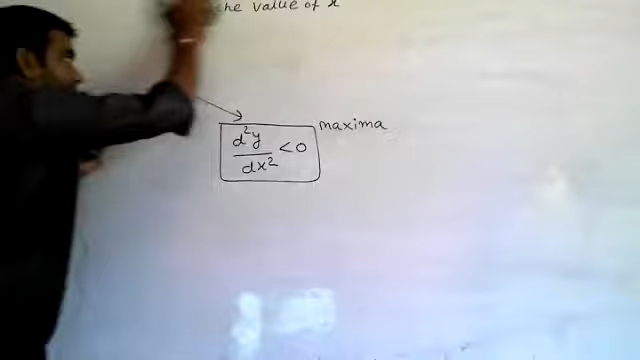 the value of x
maxima
d²y/dx² < 0